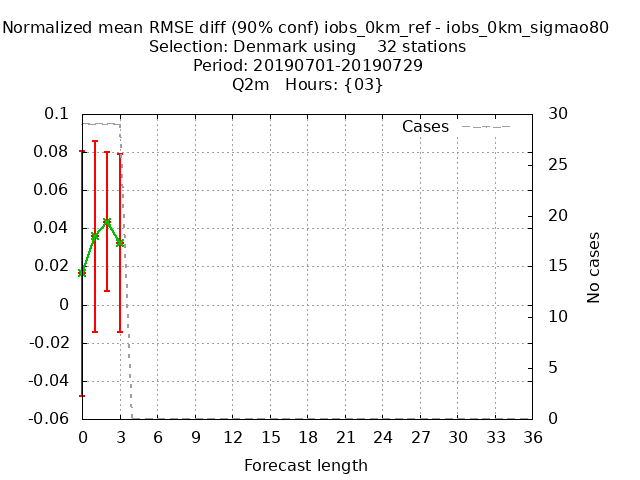 Normalized mean RMSE diff (90% conf) iobs_0km_ref - iobs_0km_sigmao80
Selection: Denmark using    32 stations
Period: 20190701-20190729
Q2m   Hours: {03}
0.1
0.08
0.06
0.04
0.02
0
-0.02
-0.04
-0.06
Cases
30
25
20
15
10
5
0
No cases
0 3 6 9 12 15 18 21 24 27 30 33 36
Forecast length